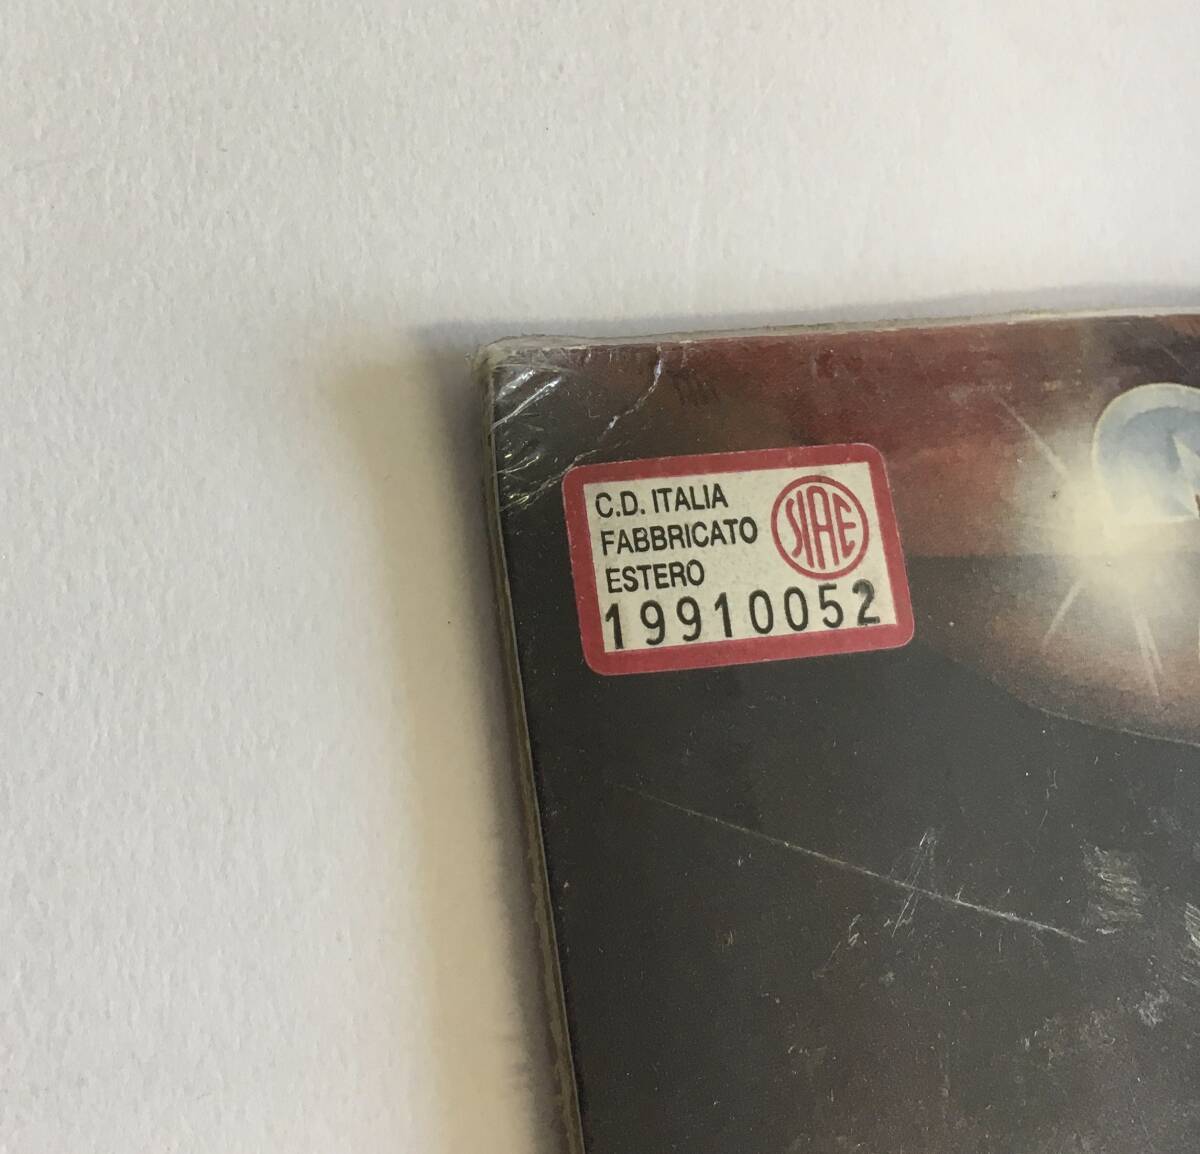 C.D. ITALIA
FABBRICATO
ESTERO
SIAE
19910052